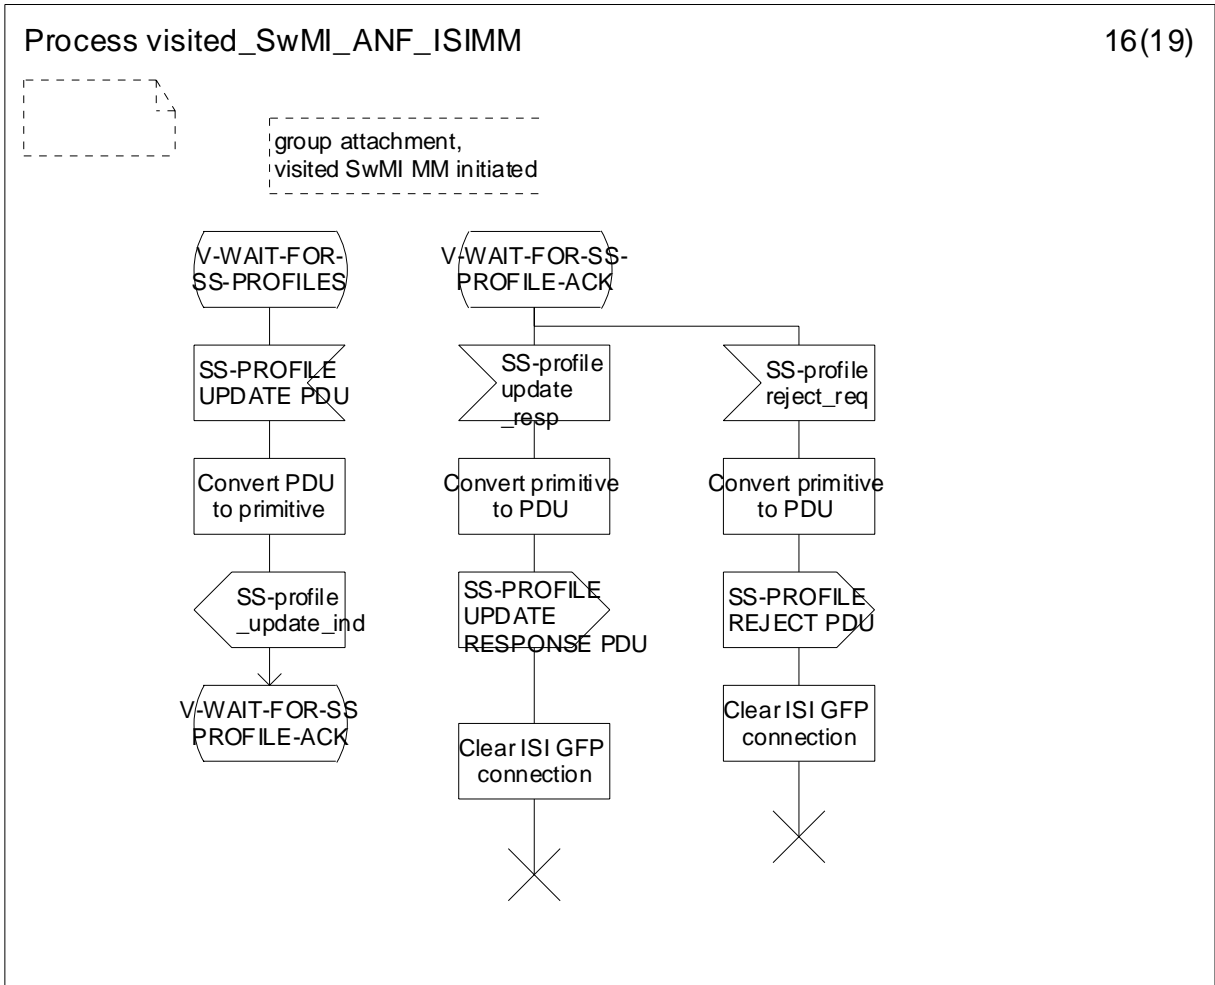 Process visited_SwMI_ANF_ISIMM
16(19)
group attachment,
visited SwMI MM initiated
V-WAIT-FOR-
SS-PROFILES
SS-PROFILE
UPDATE PDU
Convert PDU
to primitive
SS-profile
_update_ind
V-WAIT-FOR-SS
PROFILE-ACK
V-WAIT-FOR-SS-
PROFILE-ACK
SS-profile
update
_resp
Convert primitive
to PDU
SS-PROFILE
UPDATE
RESPONSE PDU
Clear ISI GFP
connection
SS-profile
reject_req
Convert primitive
to PDU
SS-PROFILE
REJECT PDU
Clear ISI GFP
connection